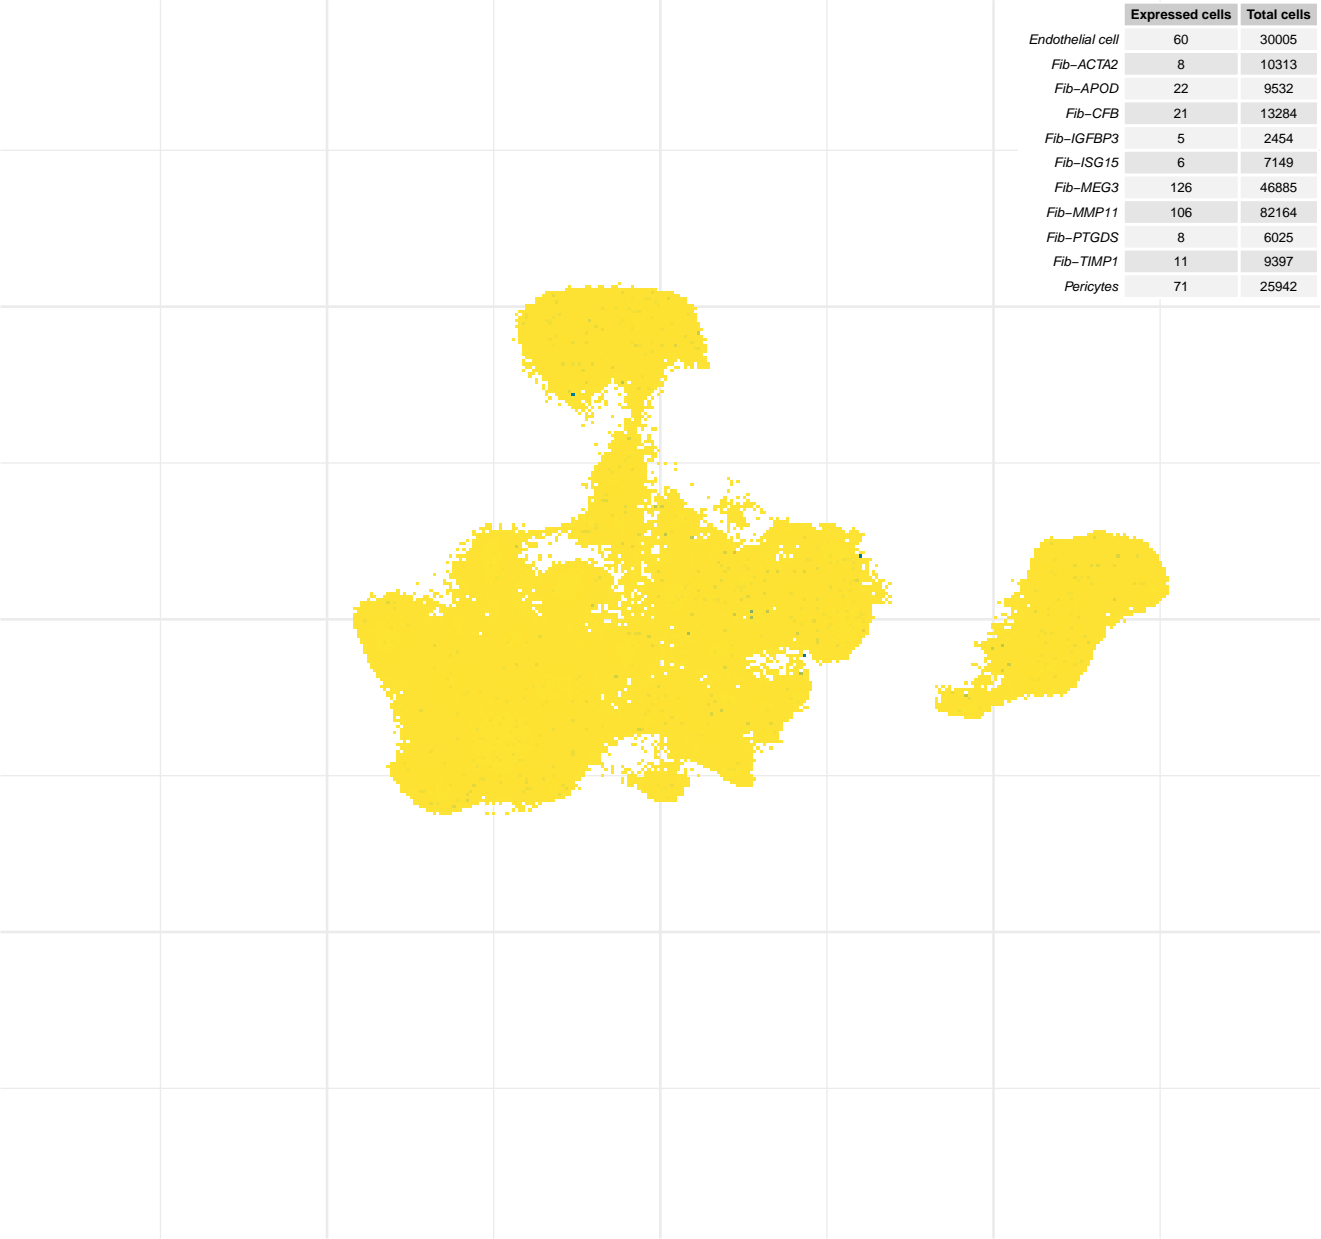 Expressed cells Total cells
Endothelial cell 60 30005
Fib−ACTA2 8 10313
Fib−APOD 22 9532
Fib−CFB 21 13284
Fib−IGFBP3 5 2454
Fib−ISG15 6 7149
Fib−MEG3 126 46885
Fib−MMP11 106 82164
Fib−PTGDS 8 6025
Fib−TIMP1 11 9397
Pericytes 71 25942